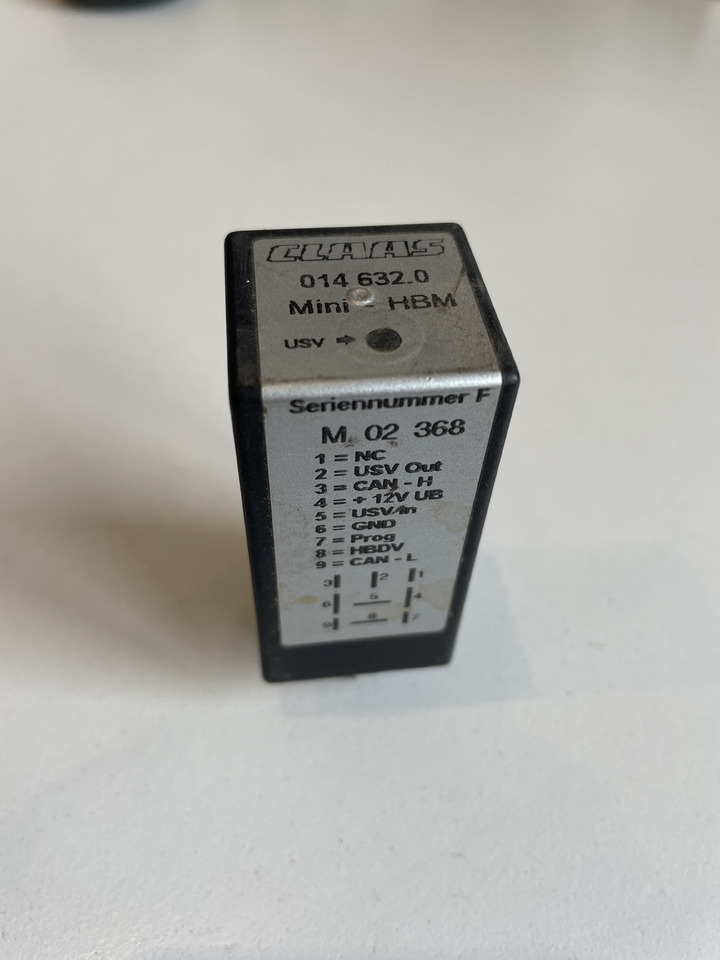 CLAAS
014 632.0
Mini - HBM
USV ⇨
Seriennummer F
M 02 368
1 = NC
2 = USV Out
3 = CAN - H
4 = + 12V UB
5 = USV/in
6 = GND
7 = Prog
8 = HBDV
9 = CAN - L
3 2 1
6 5 4
9 8 7